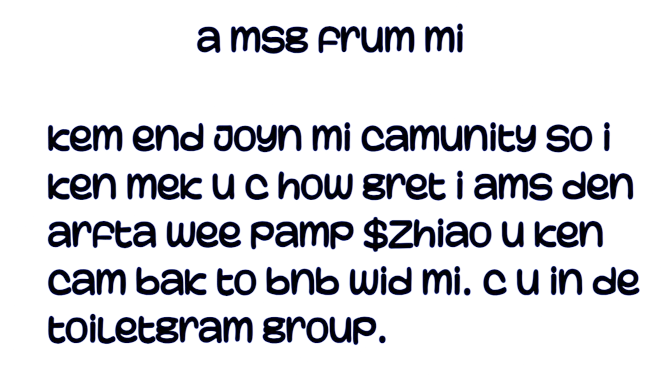 a msg frum mi
kem end joyn mi camunity so i
ken mek u c how gret i ams den
arfta wee pamp $Zhiao u ken
cam bak to bnb wid mi. c u in de
toiletgram group.